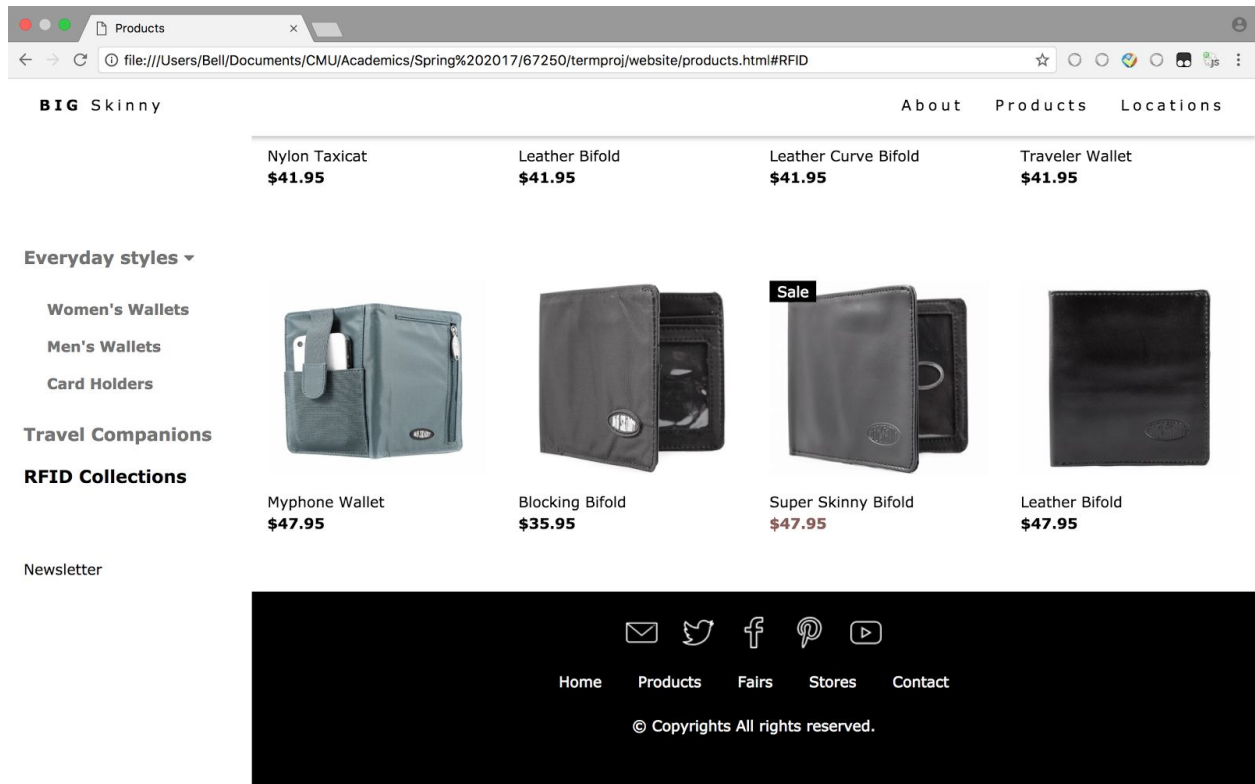 Products
file:///Users/Bell/Documents/CMU/Academics/Spring%202017/67250/termproj/website/products.html#RFID
JS
BIG Skinny
About Products Locations
Nylon Taxicat
$41.95
Leather Bifold
$41.95
Leather Curve Bifold
$41.95
Traveler Wallet
$41.95
Everyday styles
Women's Wallets
Men's Wallets
Card Holders
Travel Companions
RFID Collections
Newsletter
Myphone Wallet
$47.95
Blocking Bifold
$35.95
Sale
Super Skinny Bifold
$47.95
Leather Bifold
$47.95
Home Products Fairs Stores Contact
© Copyrights All rights reserved.